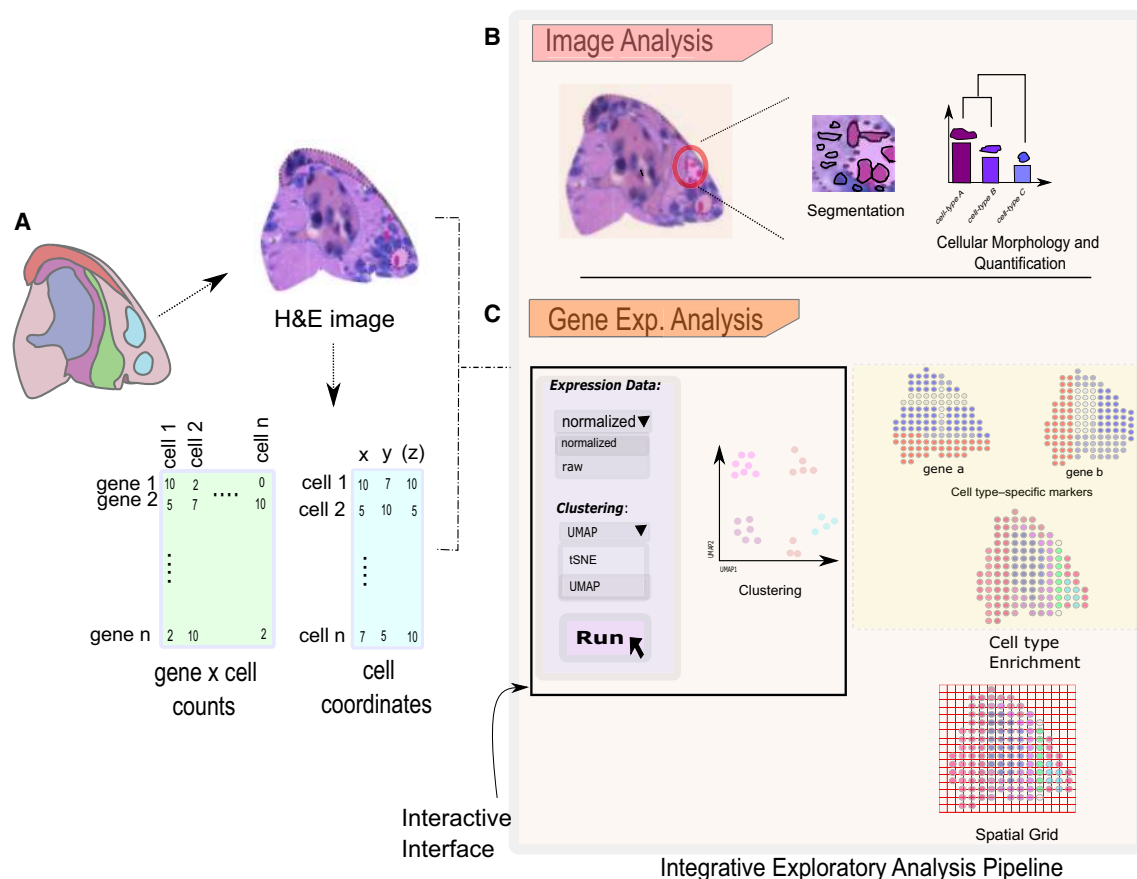 A
H&E image
cell 1
cell 2
cell n
gene 1 10 2 .... 0
gene 2 5 7 10
gene n 2 10 2
gene x cell
counts
x y (z)
cell 1 10 7 10
cell 2 5 10 5
cell n 7 5 10
cell
coordinates
B
Image Analysis
Segmentation
cell-type A
cell-type B
cell-type C
Cellular Morphology and
Quantification
C
Gene Exp. Analysis
Expression Data:
normalized
normalized
raw
Clustering:
UMAP
tSNE
UMAP
Run
UMAP2
UMAP1
Clustering
gene a
gene b
Cell type–specific markers
Cell type
Enrichment
Spatial Grid
Interactive
Interface
Integrative Exploratory Analysis Pipeline